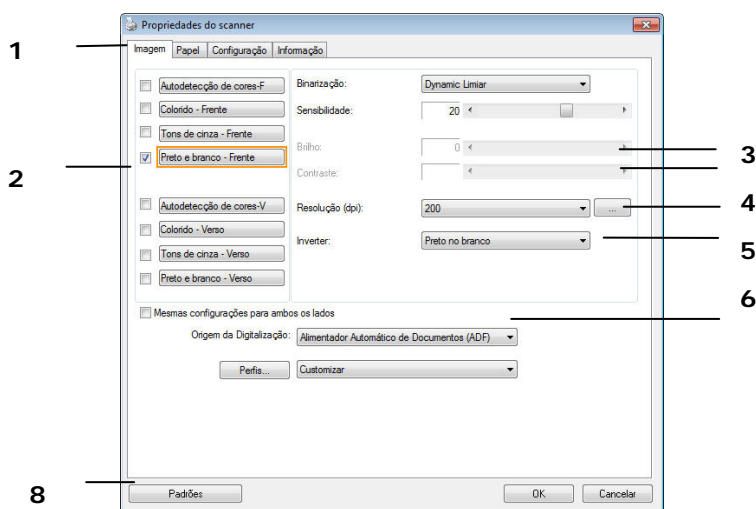 Propriedades do scanner
1
Imagem Papel Configuração Informação
Autodetecção de cores-F
Binarização: Dynamic Limiar
Colorido - Frente
Sensibilidade: 20
Tons de cinza - Frente
Brilho: 0
3
Preto e branco - Frente
2
Contraste:
4
Autodetecção de cores-V
Resolução (dpi): 200 ...
Colorido - Verso
Inverter: Preto no branco
5
Tons de cinza - Verso
Preto e branco - Verso
6
Mesmas configurações para ambos os lados
Origem da Digitalização: Alimentador Automático de Documentos (ADF)
Perfis... Customizar
8
Padrões OK Cancelar